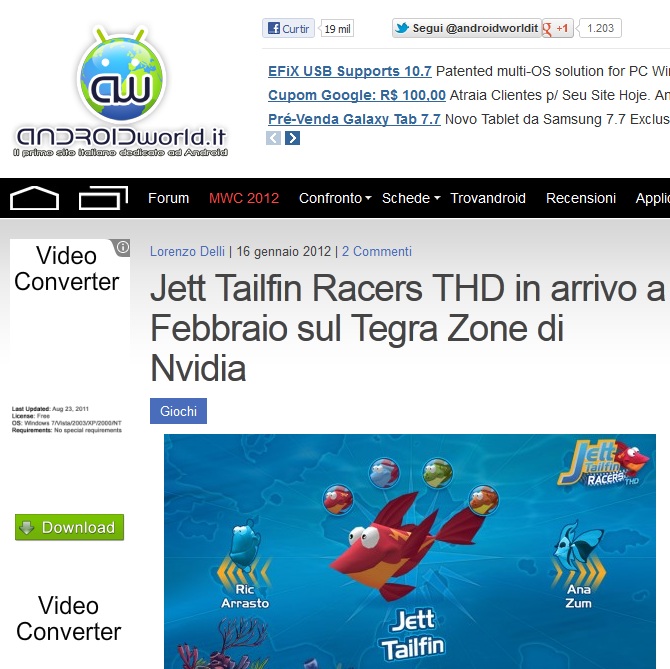 Curtir 19 mil
Segui @androidworldit
+1 1.203
aw
ANDROIDworld.it
Il primo sito italiano dedicato ad Android
EFiX USB Supports 10.7 Patented multi-OS solution for PC
Cupom Google: R$ 100,00 Atraia Clientes p/ Seu Site Hoje.
Pré-Venda Galaxy Tab 7.7 Novo Tablet da Samsung 7.7
Forum MWC 2012 Confronto Schede Trovandroid Recensioni
Video
Converter
Last Updated: Aug 23, 2011
License: Free
OS: Windows 7/Vista/2003/XP/2000/NT
Requirements: No special requirements
Download
Video
Converter
Lorenzo Delli | 16 gennaio 2012 | 2 Commenti
Jett Tailfin Racers THD in arrivo a
Febbraio sul Tegra Zone di
Nvidia
Giochi
Jett
Tailfin
RACERS THD
Ric
Arrasto
Ana
Zum
Jett
Tailfin